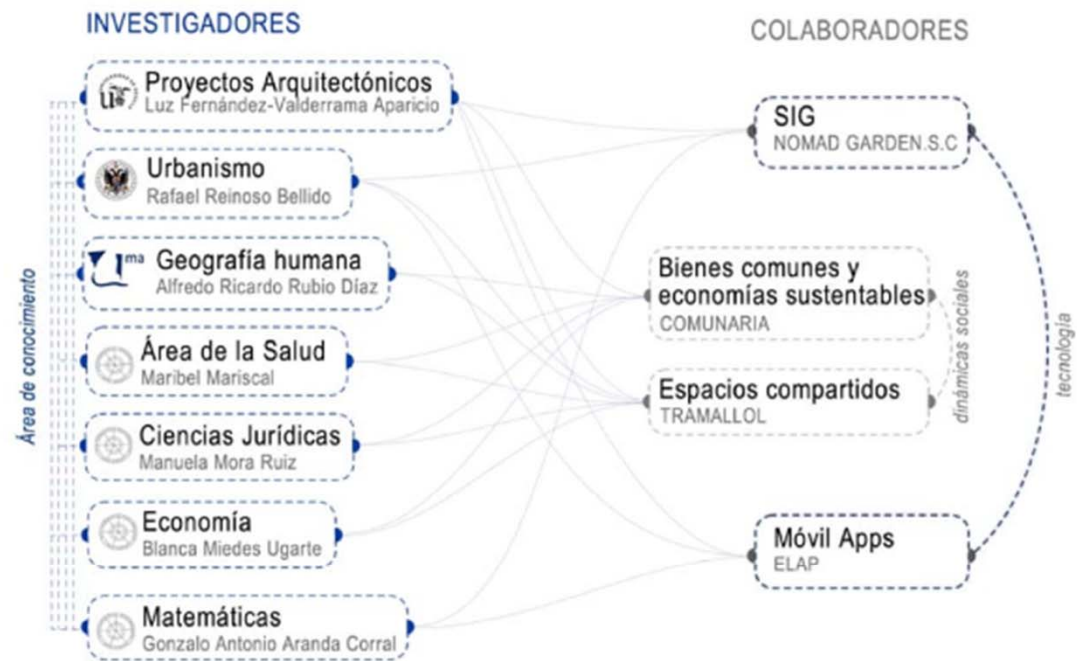 INVESTIGADORES
COLABORADORES
Proyectos Arquitectónicos
Luz Fernández-Valderrama Aparicio
Urbanismo
Rafael Reinoso Bellido
Geografía humana
Alfredo Ricardo Rubio Díaz
Área de la Salud
Maribel Mariscal
Ciencias Jurídicas
Manuela Mora Ruiz
Economía
Blanca Miedes Ugarte
Matemáticas
Gonzalo Antonio Aranda Corral
Área de conocimiento
SIG
NOMAD GARDEN.S.C
Bienes comunes y
economías sustentables
COMUNARIA
Espacios compartidos
TRAMALLOL
Móvil Apps
ELAP
dinámicas sociales
tecnología